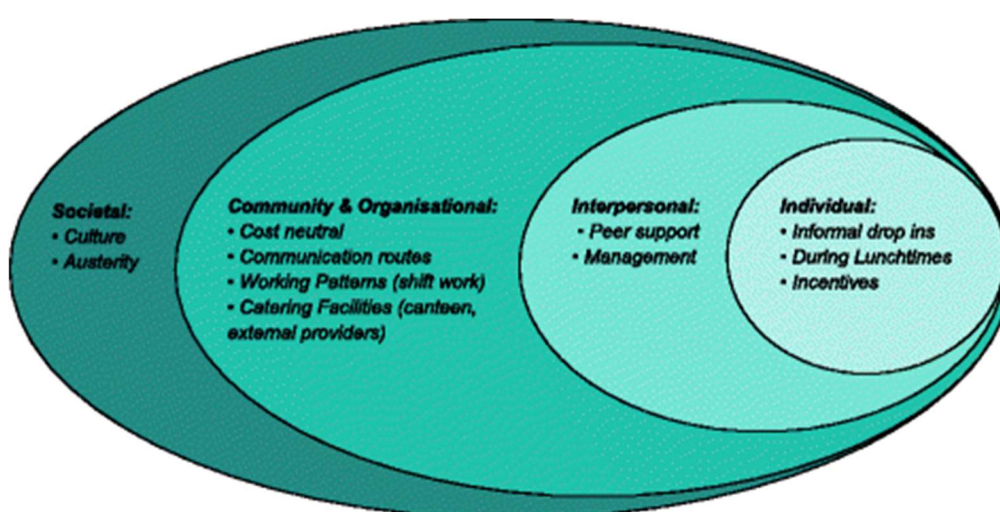 Societal:
• Culture
• Austerity
Community & Organisational:
• Cost neutral
• Communication routes
• Working Patterns (shift work)
• Catering Facilities (canteen,
external providers)
Interpersonal:
• Peer support
• Management
Individual:
• Informal drop ins
• During Lunchtimes
• Incentives